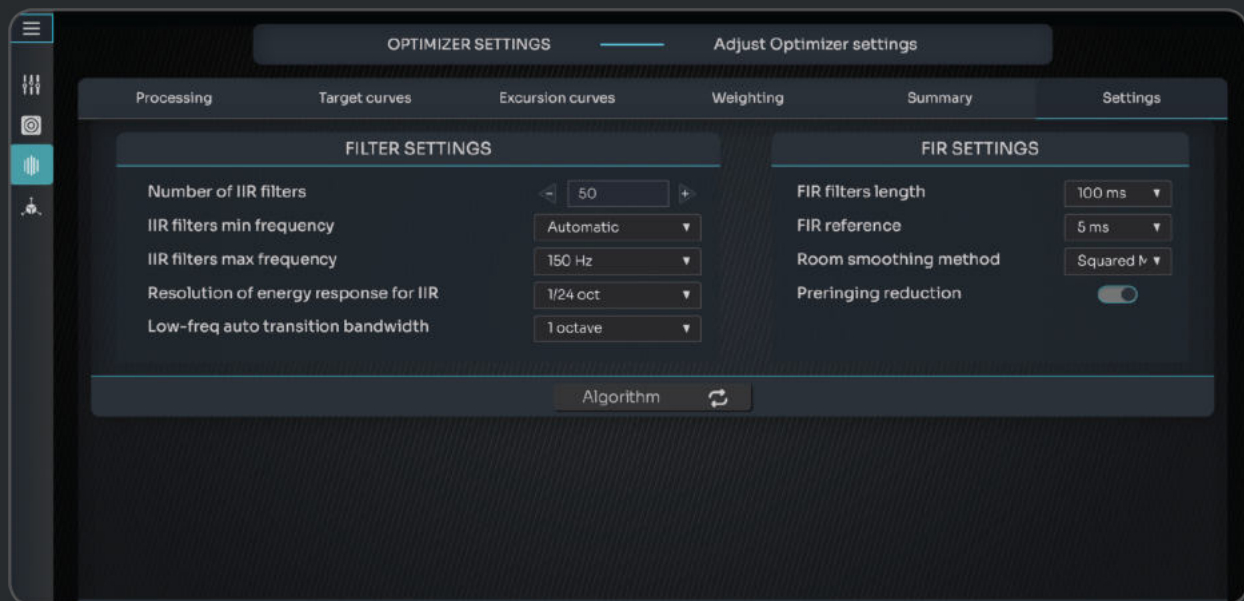 OPTIMIZER SETTINGS Adjust Optimizer settings
Processing Target curves Excursion curves Weighting Summary Settings
FILTER SETTINGS
Number of IIR filters - 50 +
IIR filters min frequency Automatic
IIR filters max frequency 150 Hz
Resolution of energy response for IIR 1/24 oct
Low-freq auto transition bandwidth 1 octave
FIR SETTINGS
FIR filters length 100 ms
FIR reference 5 ms
Room smoothing method Squared M
Preringing reduction
Algorithm